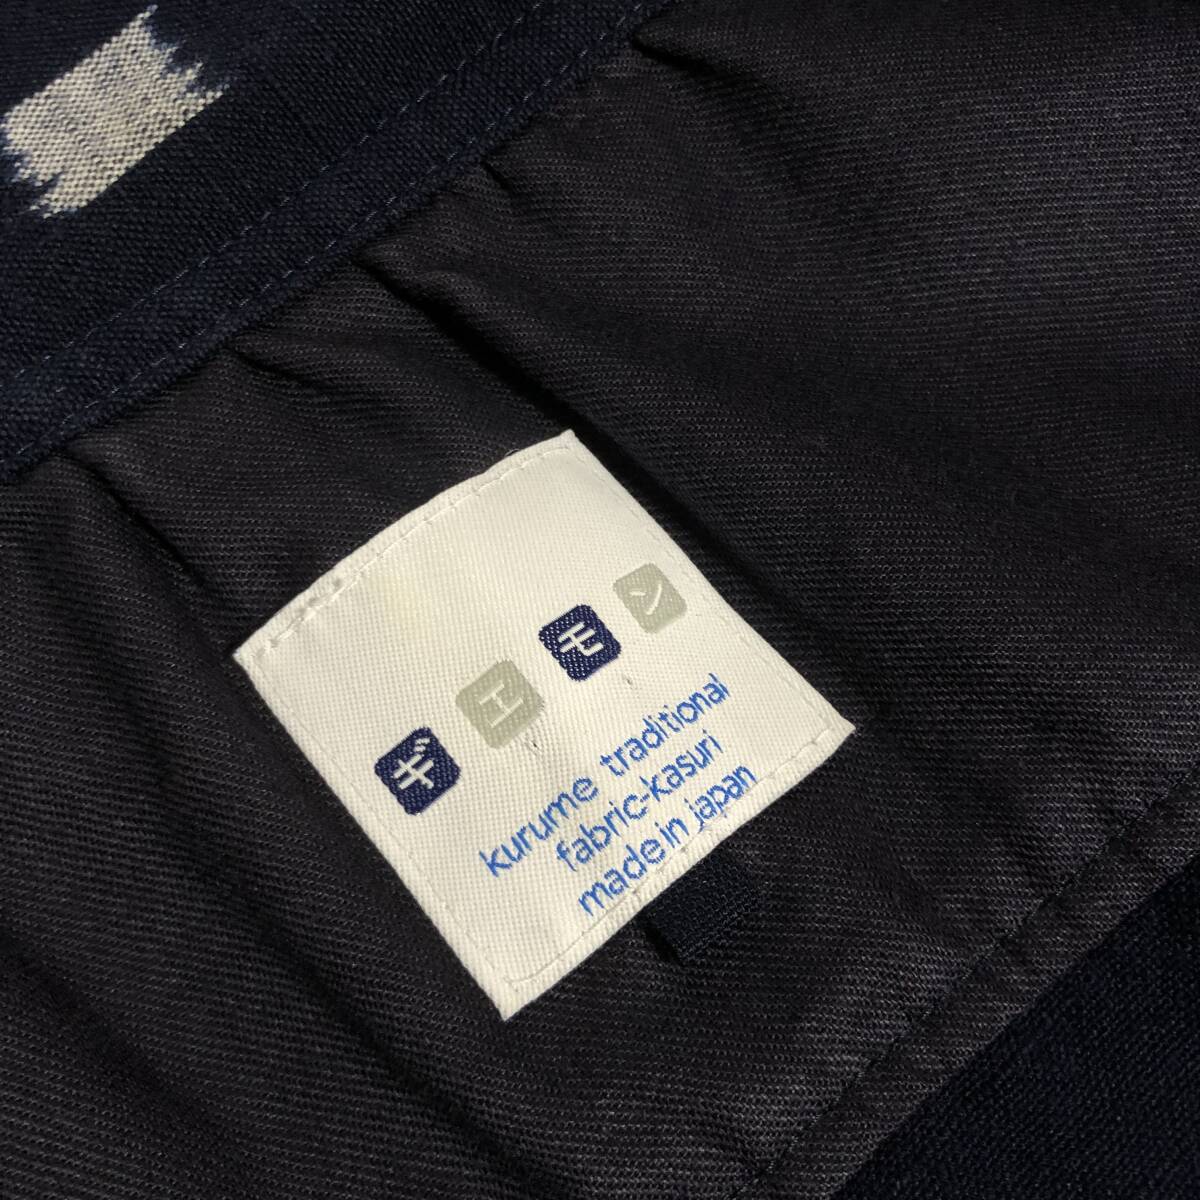 ギエモン
kurume traditional
fabric-kasuri
made in japan